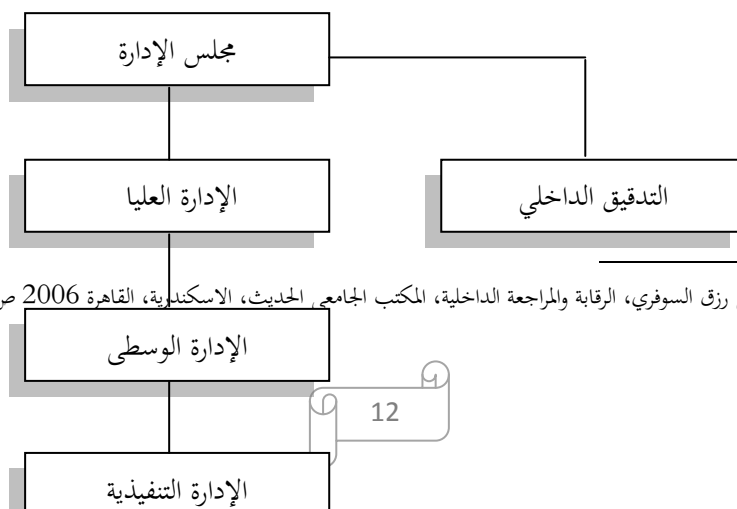 مجلس الإدارة
الإدارة العليا
التدقيق الداخلي
رزق السوفري، الرقابة والمراجعة الداخلية، المكتب الجامعي الحديث، الاسكندرية، القاهرة 2006
الإدارة الوسطى
12
الإدارة التنفيذية